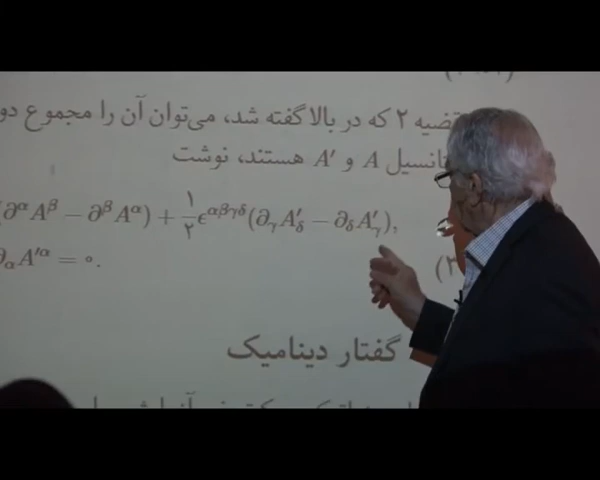 قضیه ۲ که در بالا گفته شد، می‌توان آن را مجموع دو
تانسیل A و A′ هستند، نوشت
(∂^α A^β − ∂^β A^α) + ۱/۲ ϵ^{αβγδ}(∂_γ A′_δ − ∂_δ A′_γ),
∂_α A′^α = ۰.
گفتار دینامیک